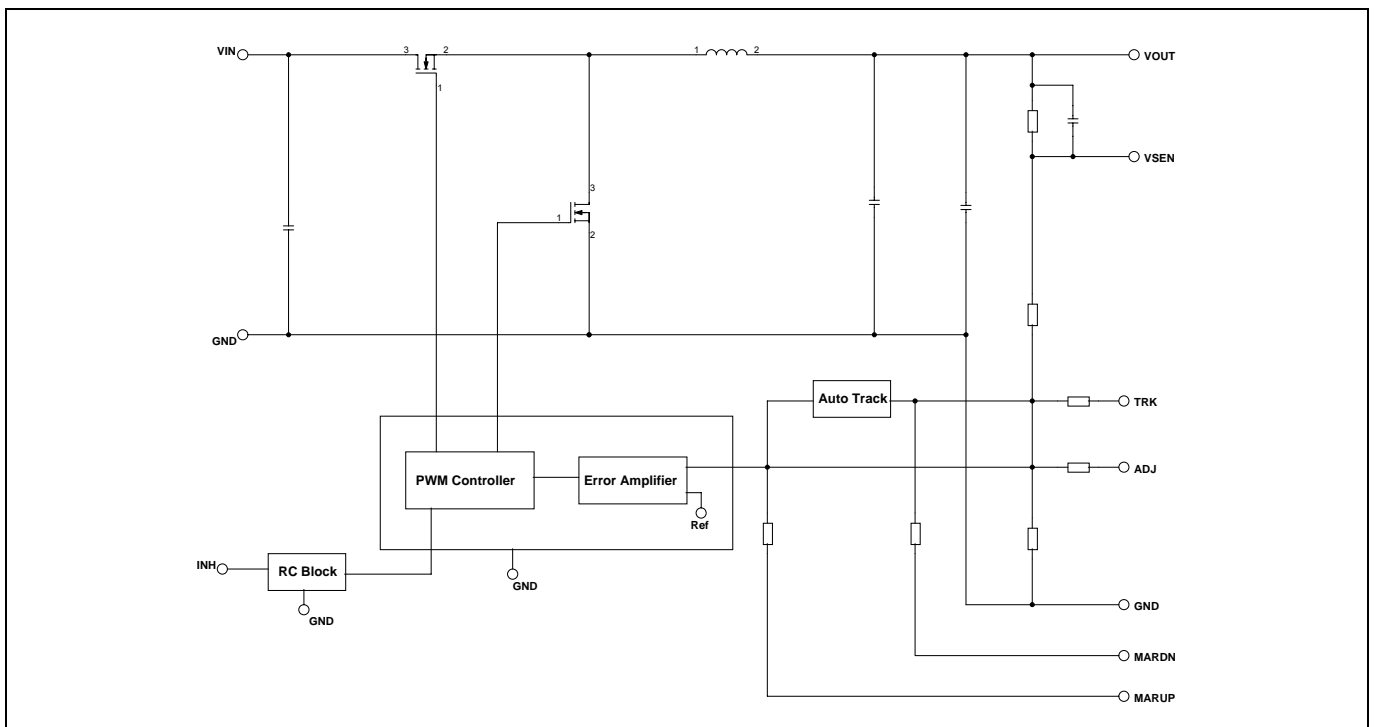 VIN
3
2
1
1
2
VOUT
VSEN
3
1
2
GND
Auto Track
TRK
PWM Controller
Error Amplifier
ADJ
Ref
INH
RC Block
GND
GND
GND
MARDN
MARUP